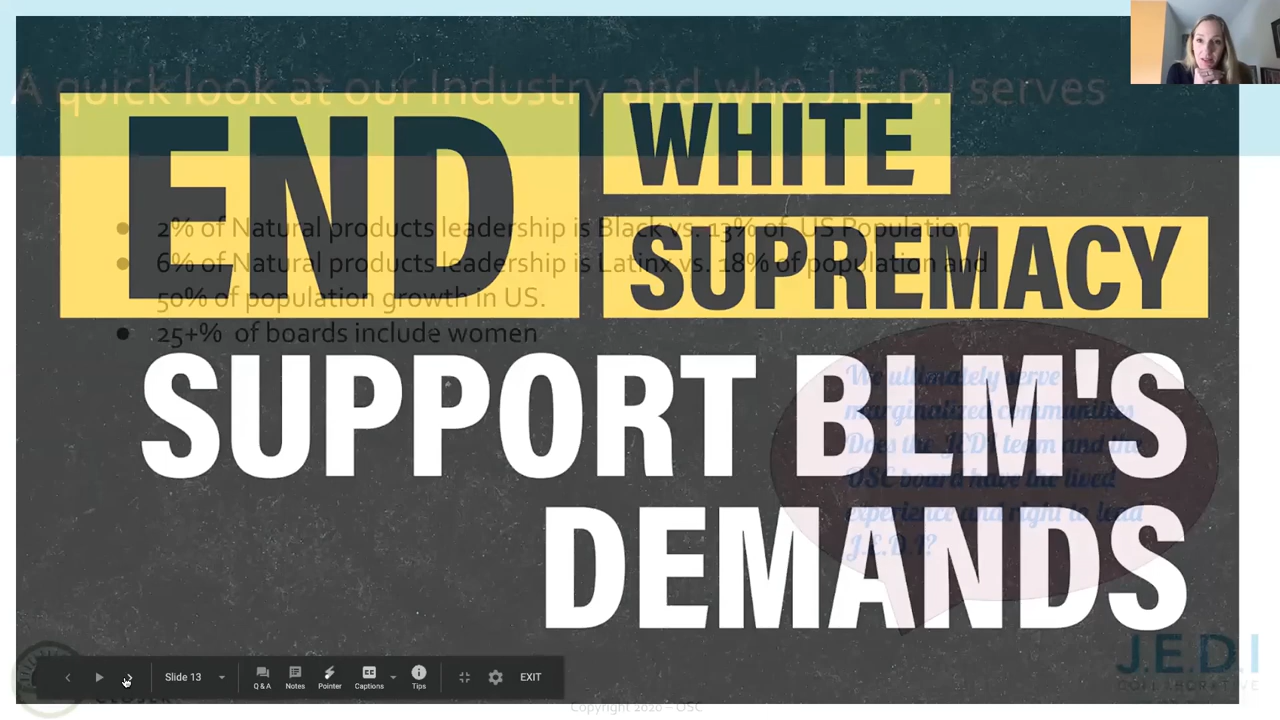 A quick look at our Industry and who J.E.D.I serves
END WHITE
SUPREMACY
SUPPORT BLM'S
DEMANDS
2% of Natural products leadership is Black vs. 13% of US Population
6% of Natural products leadership is Latinx vs. 18% of population and
50% of population growth in US.
25+% of boards include women
We ultimately serve
marginalized communities
Does the JEDI team and the
OSC board have the lived
experience and right to lead
J.E.D.I?
J.E.D.I
COLLABORATIVE
Slide 13
Q & A
Notes
Pointer
Captions
Tips
EXIT
Copyright 2020 – OSC